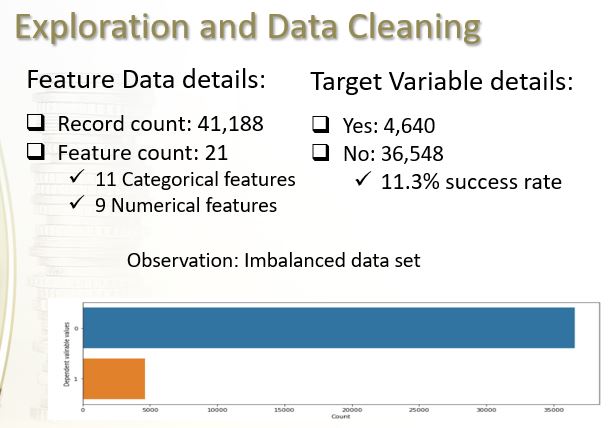 Exploration and Data Cleaning
Feature Data details:
Record count: 41,188
Feature count: 21
11 Categorical features
9 Numerical features
Target Variable details:
Yes: 4,640
No: 36,548
11.3% success rate
Observation: Imbalanced data set
Dependent valriable values
0
1
0
5000
10000
15000
20000
25000
30000
35000
Count